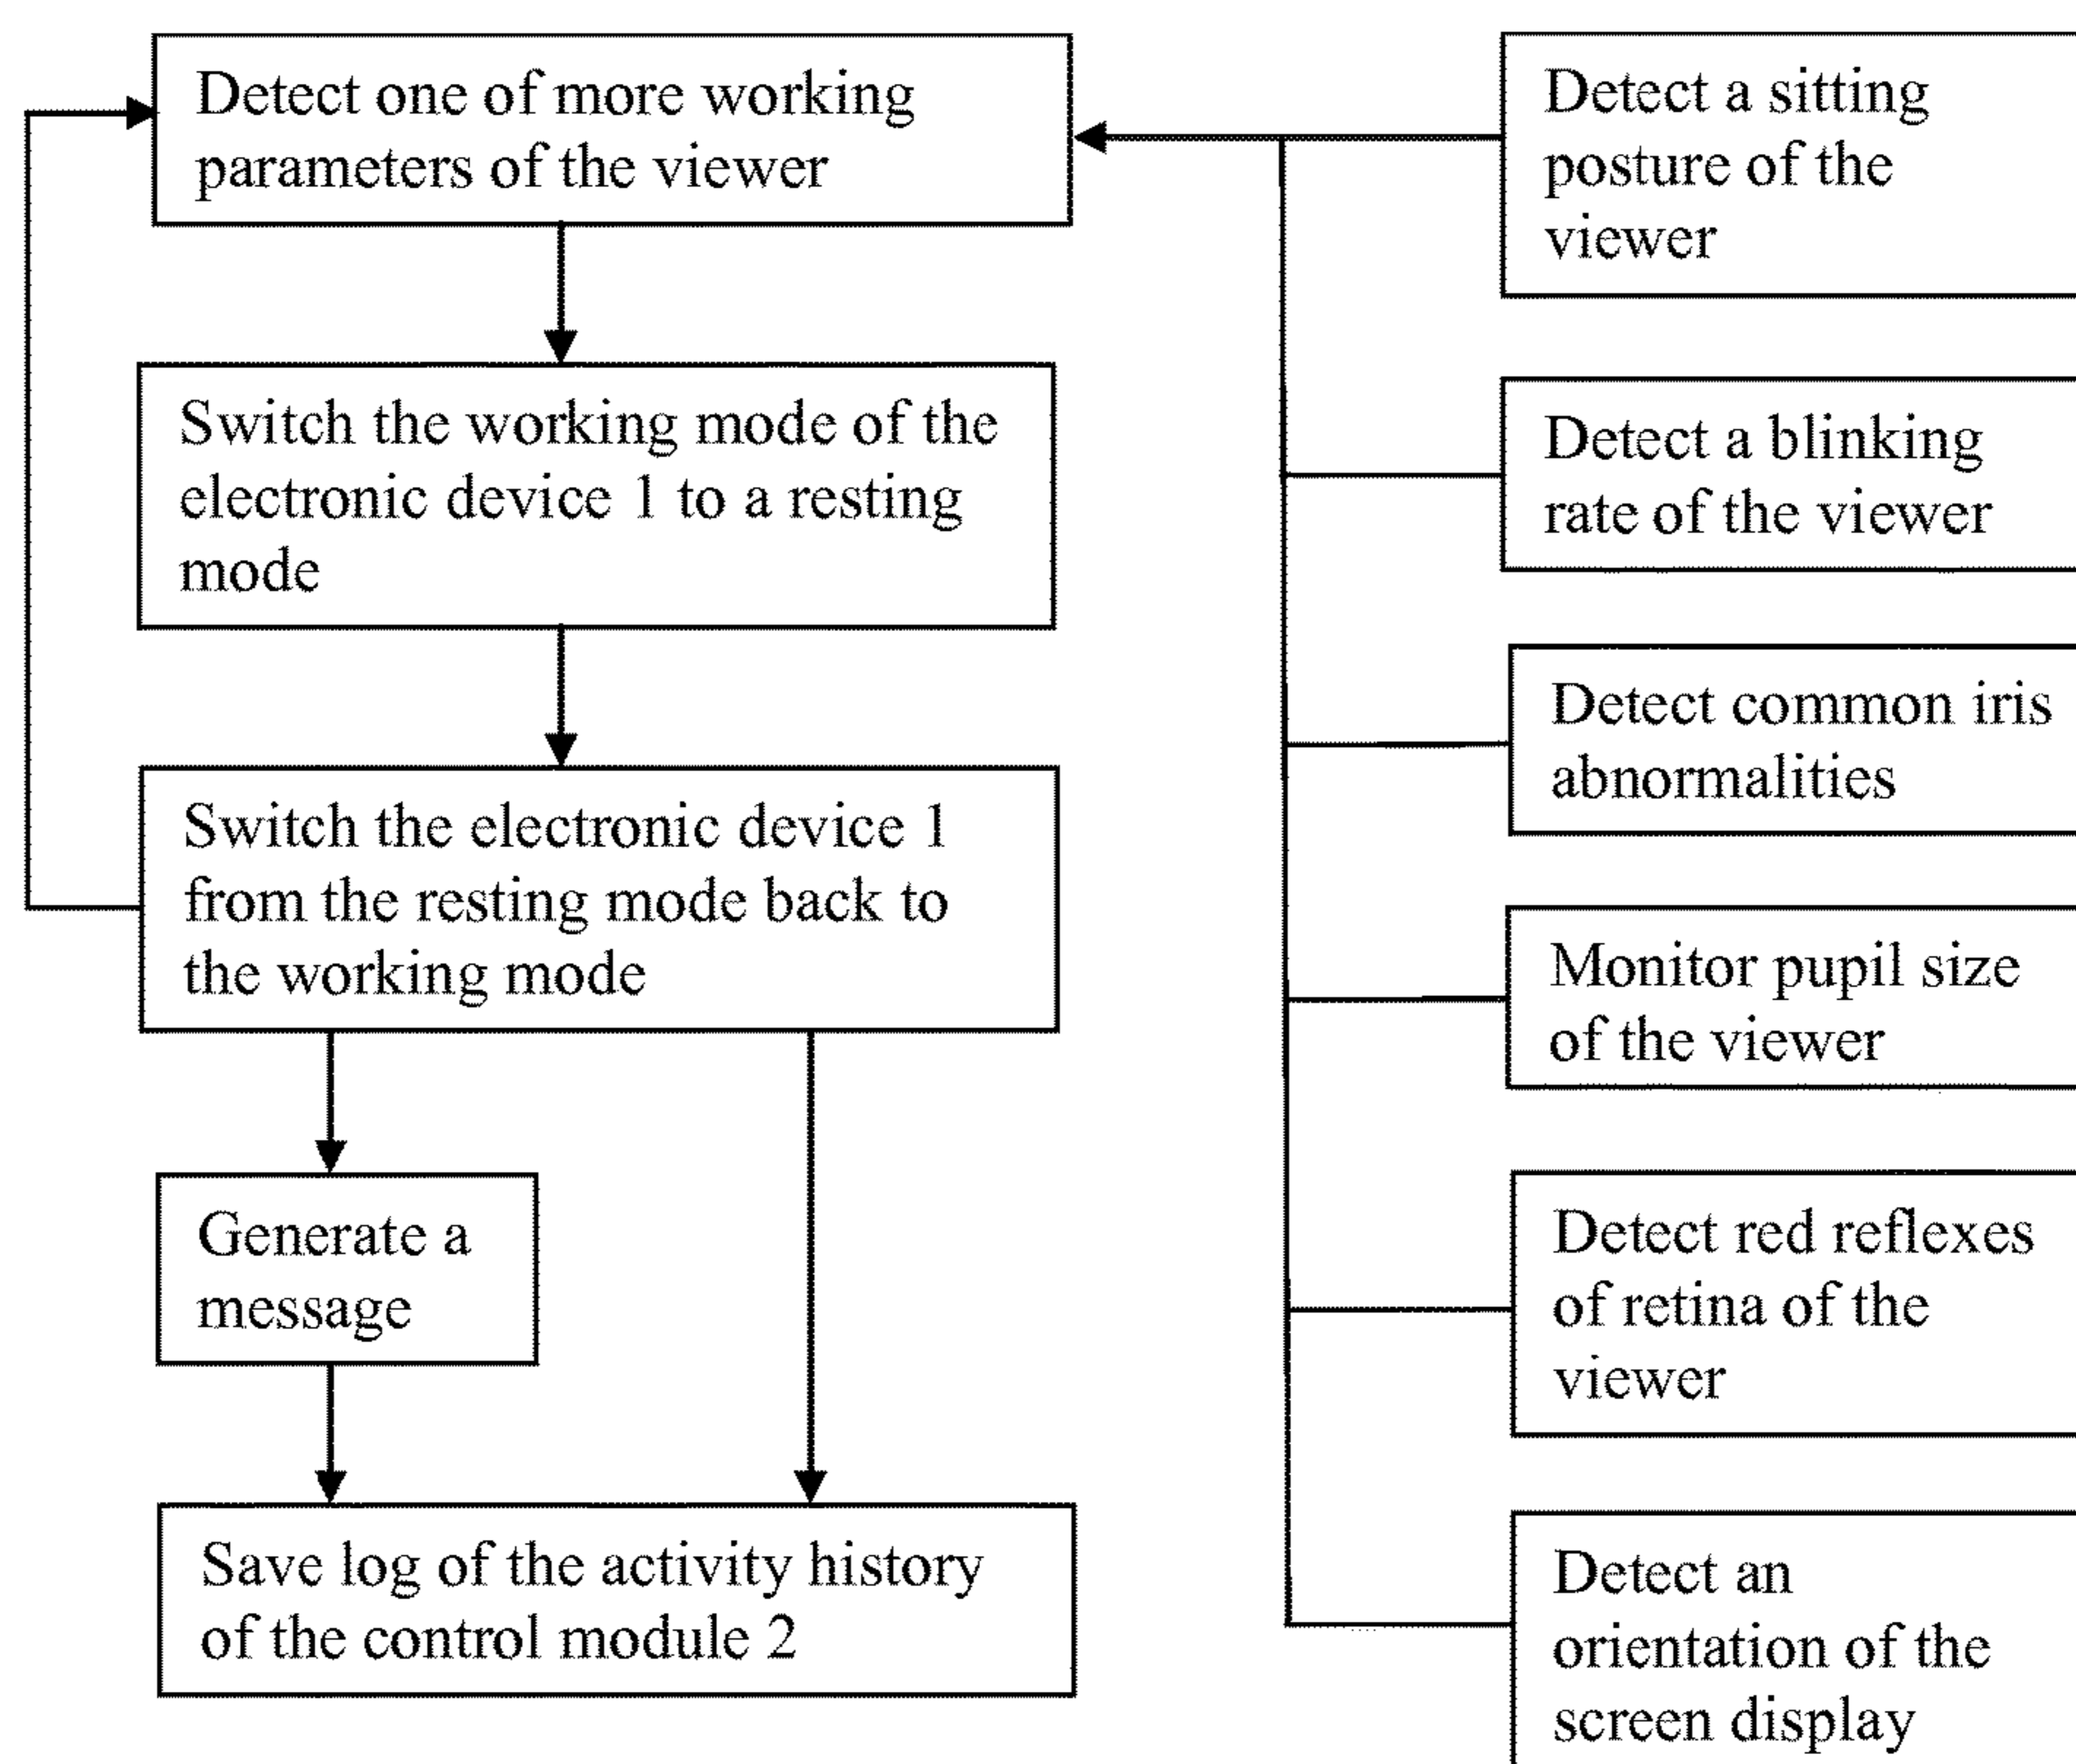 Detect one of more working
parameters of the viewer
Switch the working mode of the
electronic device 1 to a resting
mode
Switch the electronic device 1
from the resting mode back to
the working mode
Generate a
message
Save log of the activity history
of the control module 2
Detect a sitting
posture of the
viewer
Detect a blinking
rate of the viewer
Detect common iris
abnormalities
Monitor pupil size
of the viewer
Detect red reflexes
of retina of the
viewer
Detect an
orientation of the
screen display